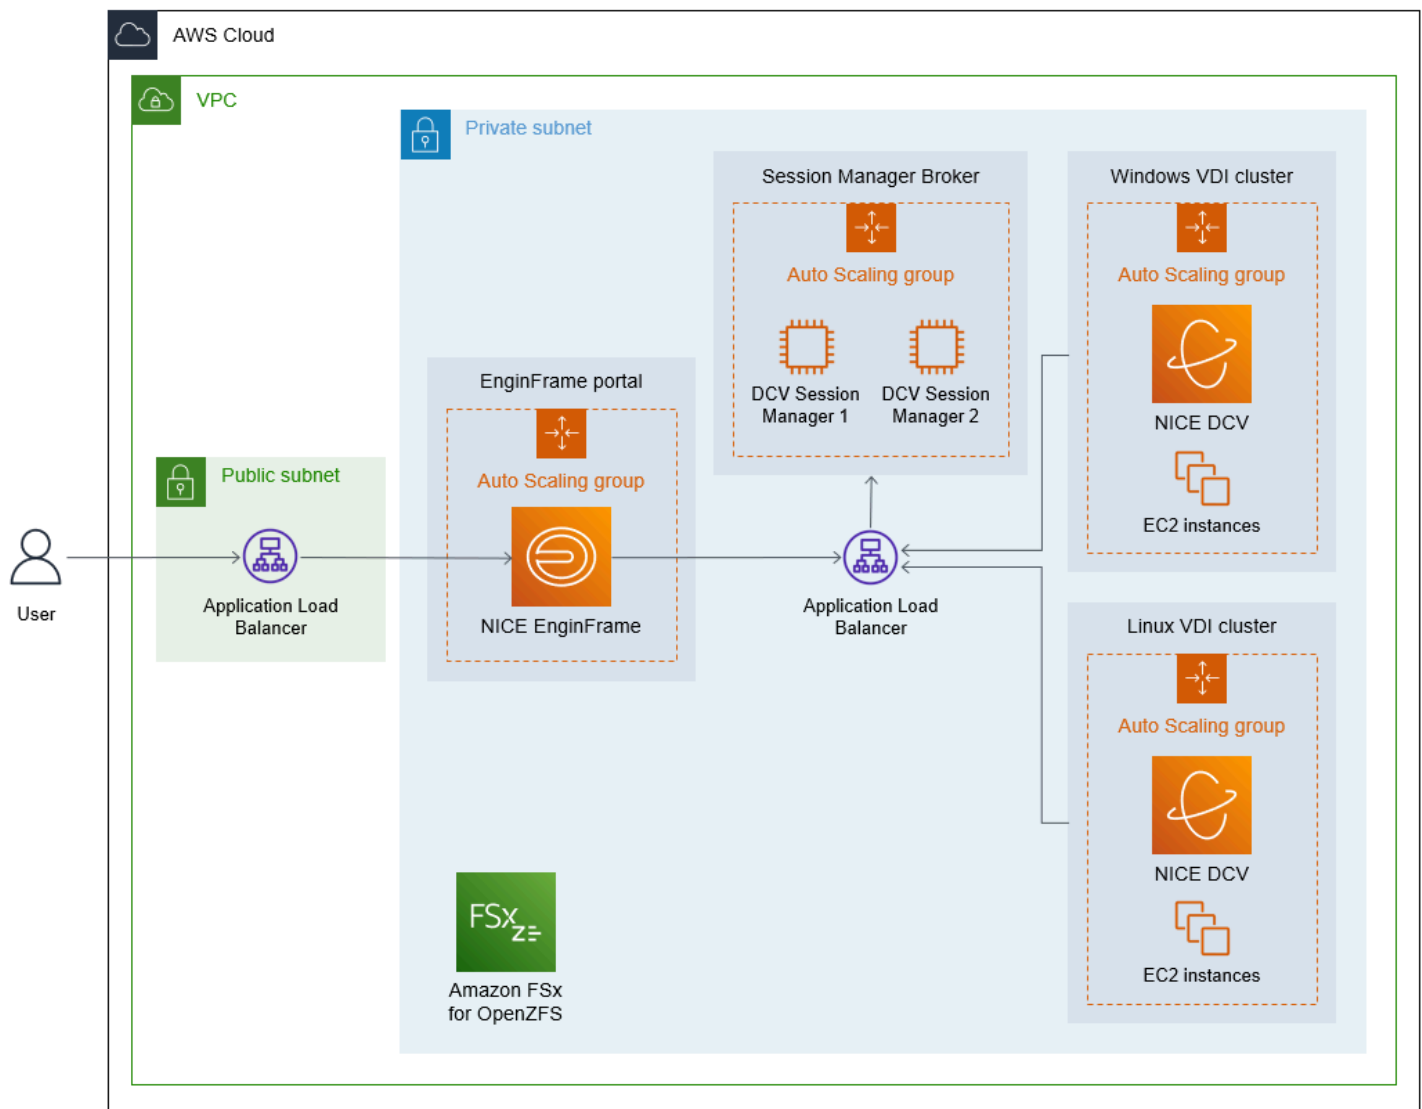 AWS Cloud
VPC
Private subnet
Session Manager Broker
Auto Scaling group
DCV Session
Manager 1
DCV Session
Manager 2
Windows VDI cluster
Auto Scaling group
NICE DCV
EC2 instances
EnginFrame portal
Auto Scaling group
NICE EnginFrame
Public subnet
Application Load
Balancer
User
Application Load
Balancer
Linux VDI cluster
Auto Scaling group
NICE DCV
EC2 instances
FSx
Z
Amazon FSx
for OpenZFS